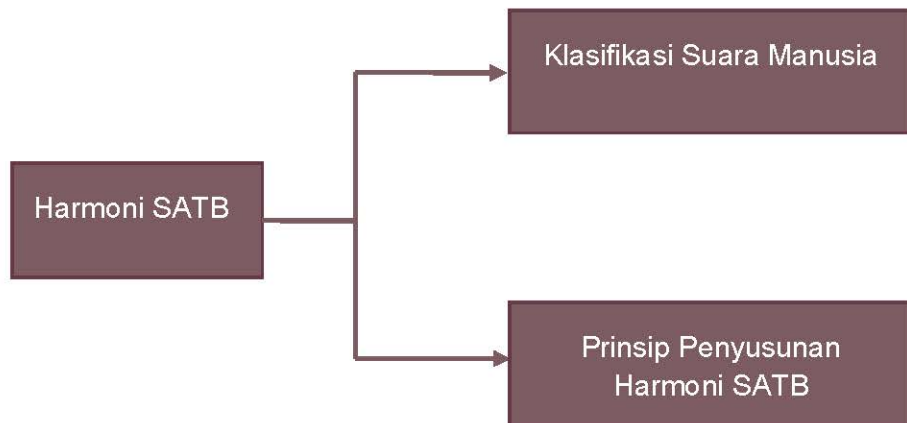 Klasifikasi Suara Manusia
Harmoni SATB
Prinsip Penyusunan
Harmoni SATB